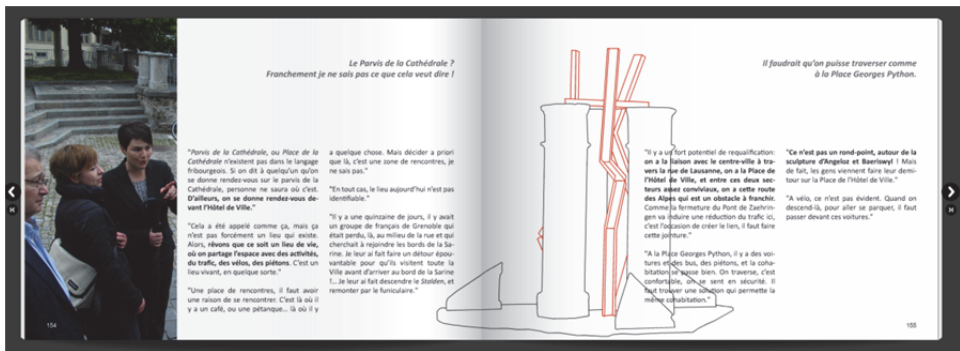 Le Parvis de la Cathédrale ?
Franchement je ne sais pas ce que cela veut dire !
"Parvis de la Cathédrale, ou Place de la
Cathédrale n'existent pas dans le langage
fribourgeois. Si on dit à quelqu'un qu'on
se donne rendez-vous sur le parvis de la
Cathédrale, personne ne saura où c'est.
D'ailleurs, on se donne rendez-vous de-
vant l'Hôtel de Ville."
"Cela a été appelé comme ça, mais ça
n'est pas forcément un lieu qui existe.
Alors, rêvons que ce soit un lieu de vie,
où on partage l'espace avec des activités,
du trafic, des vélos, des piétons. C'est un
lieu vivant, en quelque sorte."
"Une place de rencontres, il faut avoir
une raison de se rencontrer. C'est là où il
y a un café, ou une pétanque... là où il y
a quelque chose. Mais décider a priori
que là, c'est une zone de rencontres, je
ne sais pas."
"En tout cas, le lieu aujourd'hui n'est pas
identifiable."
"Il y a une quinzaine de jours, il y avait
un groupe de français de Grenoble qui
était perdu, là, au milieu de la rue et qui
cherchait à rejoindre les bords de la Sa-
rine. Je leur ai fait faire un détour épou-
vantable pour qu'ils visitent toute la
Ville avant d'arriver au bord de la Sarine
!... Je leur ai fait descendre le Stalden, et
remonter par le funiculaire."
154
Il faudrait qu'on puisse traverser comme
à la Place Georges Python.
"Il y a un fort potentiel de requalification:
on a la liaison avec le centre-ville à tra-
vers la rue de Lausanne, on a la Place de
l'Hôtel de Ville, et entre ces deux sec-
teurs assez conviviaux, on a cette route
des Alpes qui est un obstacle à franchir.
Comme la fermeture du Pont de Zaehrin-
gen va induire une réduction du trafic ici,
c'est l'occasion de créer le lien, il faut faire
cette jointure."
"A la Place Georges Python, il y a des voi-
tures et des bus, des piétons, et la coha-
bitation se passe bien. On traverse, c'est
confortable, on se sent en sécurité. Il
faut trouver une solution qui permette la
même cohabitation."
"Ce n'est pas un rond-point, autour de la
sculpture d'Angeloz et Baeriswyl ! Mais
de fait, les gens viennent faire leur demi-
tour sur la Place de l'Hôtel de Ville."
"A vélo, ce n'est pas évident. Quand on
descend-là, pour aller se parquer, il faut
passer devant ces voitures."
155